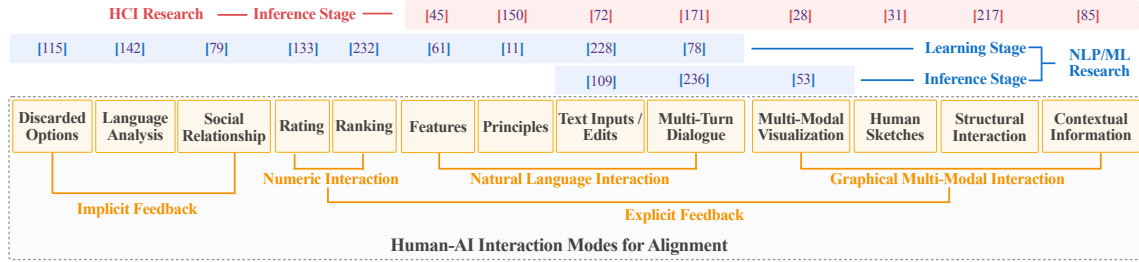 HCI Research Inference Stage [45] [150] [72] [171] [28] [31] [217] [85]
[115] [142] [79] [133] [232] [61] [11] [228] [78] Learning Stage
NLP/ML
Research
[109] [236] [53] Inference Stage
Discarded
Options
Language
Analysis
Social
Relationship
Rating
Ranking
Features
Principles
Text Inputs /
Edits
Multi-Turn
Dialogue
Multi-Modal
Visualization
Human
Sketches
Structural
Interaction
Contextual
Information
Numeric Interaction
Natural Language Interaction
Graphical Multi-Modal Interaction
Implicit Feedback
Explicit Feedback
Human-AI Interaction Modes for Alignment